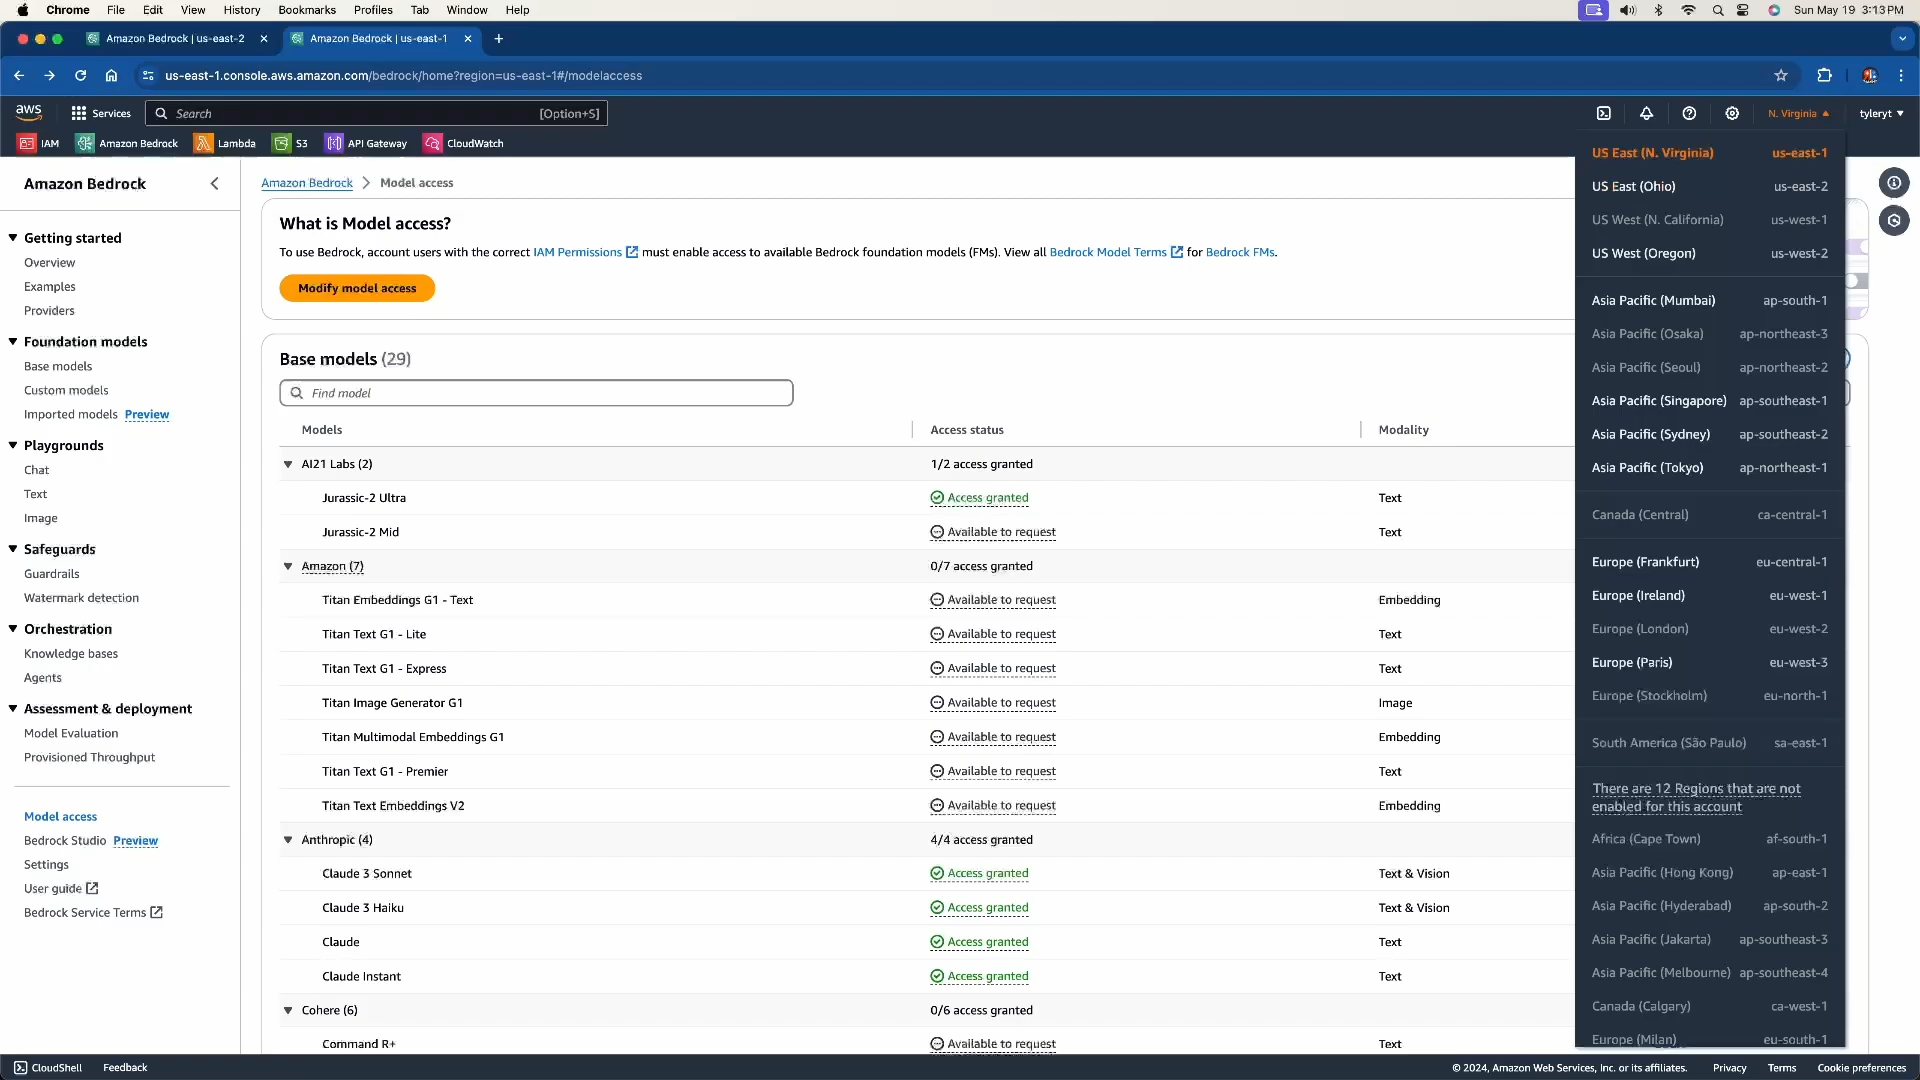 Chrome File Edit View History Bookmarks Profiles Tab Window Help Sun May 19 3:13 PM
Amazon Bedrock | us-east-2 Amazon Bedrock | us-east-1
us-east-1.console.aws.amazon.com/bedrock/home?region=us-east-1#/modelaccess
aws Services Search [Option+S] N. Virginia tyleryt
IAM Amazon Bedrock Lambda S3 API Gateway CloudWatch
Amazon Bedrock
Getting started
Overview
Examples
Providers
Foundation models
Base models
Custom models
Imported models Preview
Playgrounds
Chat
Text
Image
Safeguards
Guardrails
Watermark detection
Orchestration
Knowledge bases
Agents
Assessment & deployment
Model Evaluation
Provisioned Throughput
Model access
Bedrock Studio Preview
Settings
User guide
Bedrock Service Terms
Amazon Bedrock > Model access
What is Model access?
To use Bedrock, account users with the correct IAM Permissions must enable access to available Bedrock foundation models (FMs). View all Bedrock Model Terms for Bedrock FMs.
Modify model access
Base models (29)
Find model
Models Access status Modality
AI21 Labs (2) 1/2 access granted
Jurassic-2 Ultra Access granted Text
Jurassic-2 Mid Available to request Text
Amazon (7) 0/7 access granted
Titan Embeddings G1 - Text Available to request Embedding
Titan Text G1 - Lite Available to request Text
Titan Text G1 - Express Available to request Text
Titan Image Generator G1 Available to request Image
Titan Multimodal Embeddings G1 Available to request Embedding
Titan Text G1 - Premier Available to request Text
Titan Text Embeddings V2 Available to request Embedding
Anthropic (4) 4/4 access granted
Claude 3 Sonnet Access granted Text & Vision
Claude 3 Haiku Access granted Text & Vision
Claude Access granted Text
Claude Instant Access granted Text
Cohere (6) 0/6 access granted
Command R+ Available to request Text
US East (N. Virginia) us-east-1
US East (Ohio) us-east-2
US West (N. California) us-west-1
US West (Oregon) us-west-2
Asia Pacific (Mumbai) ap-south-1
Asia Pacific (Osaka) ap-northeast-3
Asia Pacific (Seoul) ap-northeast-2
Asia Pacific (Singapore) ap-southeast-1
Asia Pacific (Sydney) ap-southeast-2
Asia Pacific (Tokyo) ap-northeast-1
Canada (Central) ca-central-1
Europe (Frankfurt) eu-central-1
Europe (Ireland) eu-west-1
Europe (London) eu-west-2
Europe (Paris) eu-west-3
Europe (Stockholm) eu-north-1
South America (São Paulo) sa-east-1
There are 12 Regions that are not
enabled for this account
Africa (Cape Town) af-south-1
Asia Pacific (Hong Kong) ap-east-1
Asia Pacific (Hyderabad) ap-south-2
Asia Pacific (Jakarta) ap-southeast-3
Asia Pacific (Melbourne) ap-southeast-4
Canada (Calgary) ca-west-1
Europe (Milan) eu-south-1
CloudShell Feedback © 2024, Amazon Web Services, Inc. or its affiliates. Privacy Terms Cookie preferences